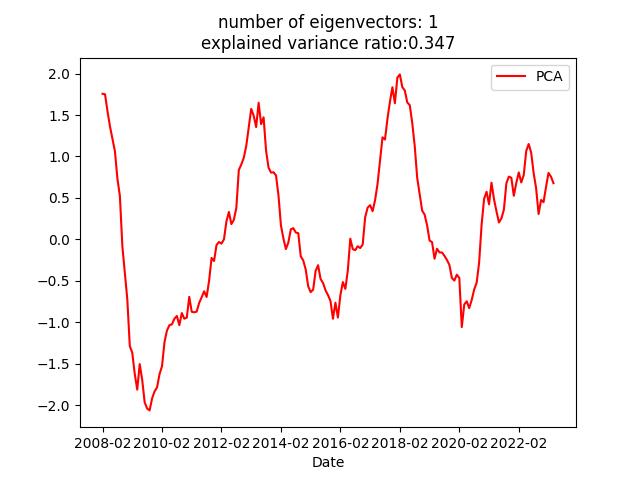 number of eigenvectors: 1
explained variance ratio:0.347
PCA
2.0
1.5
1.0
0.5
0.0
−0.5
−1.0
−1.5
−2.0
2008-02 2010-02 2012-02 2014-02 2016-02 2018-02 2020-02 2022-02
Date